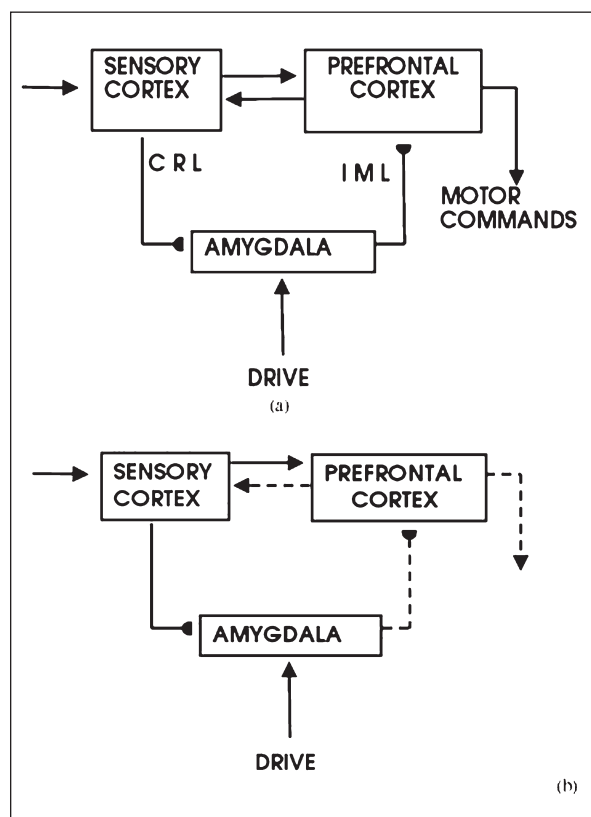 SENSORY
CORTEX
PREFRONTAL
CORTEX
C R L
I M L
MOTOR
COMMANDS
AMYGDALA
DRIVE
(a)
SENSORY
CORTEX
PREFRONTAL
CORTEX
AMYGDALA
DRIVE
(b)